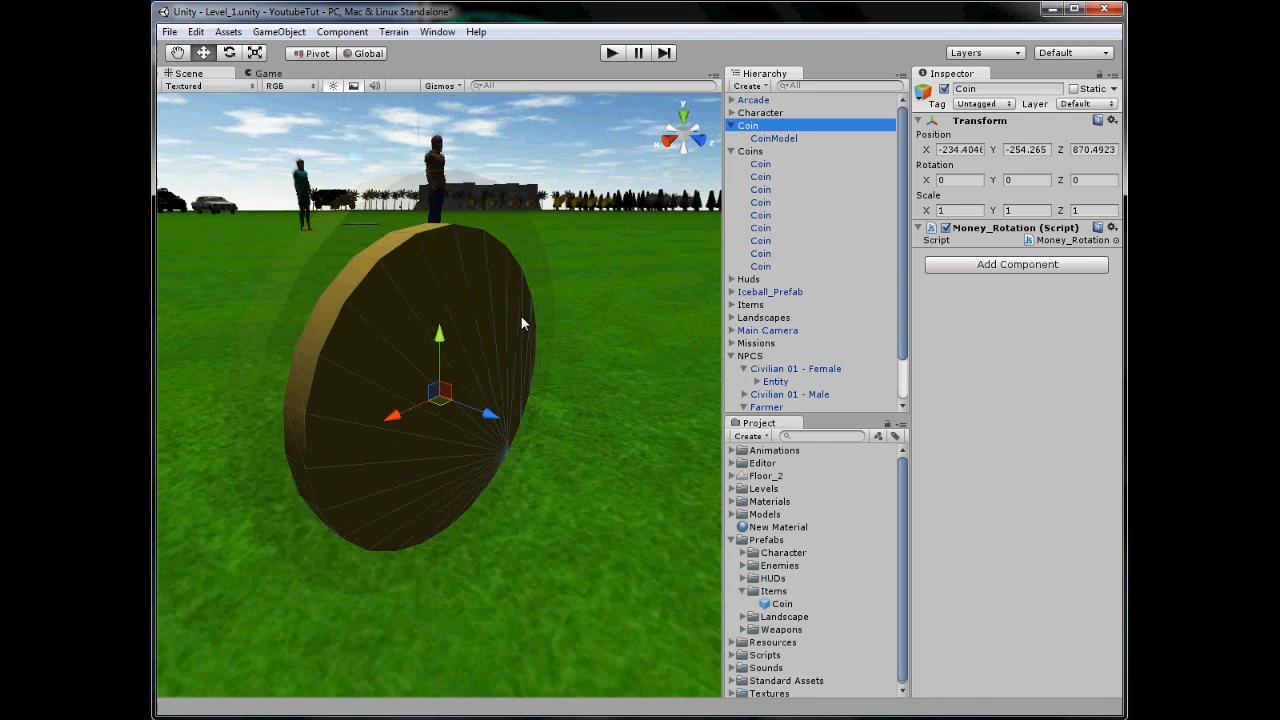 Unity - Level_1.unity - YoutubeTut - PC, Mac & Linux Standalone*
File Edit Assets GameObject Component Terrain Window Help
Pivot Global Layers Default
Scene Game
Textured RGB Gizmos All
y
x z
Hierarchy
Create All
Arcade
Character
Coin
CoinModel
Coins
Coin
Coin
Coin
Coin
Coin
Coin
Coin
Coin
Coin
Huds
Iceball_Prefab
Items
Landscapes
Main Camera
Missions
NPCS
Civilian 01 - Female
Entity
Civilian 01 - Male
Farmer
Project
Create
Animations
Editor
Floor_2
Levels
Materials
Models
New Material
Prefabs
Character
Enemies
HUDs
Items
Coin
Landscape
Weapons
Resources
Scripts
Sounds
Standard Assets
Textures
Inspector
Coin Static
Tag Untagged Layer Default
Transform
Position
X -234.4046 Y -254.265 Z 870.4923
Rotation
X 0 Y 0 Z 0
Scale
X 1 Y 1 Z 1
Money_Rotation (Script)
Script Money_Rotation
Add Component